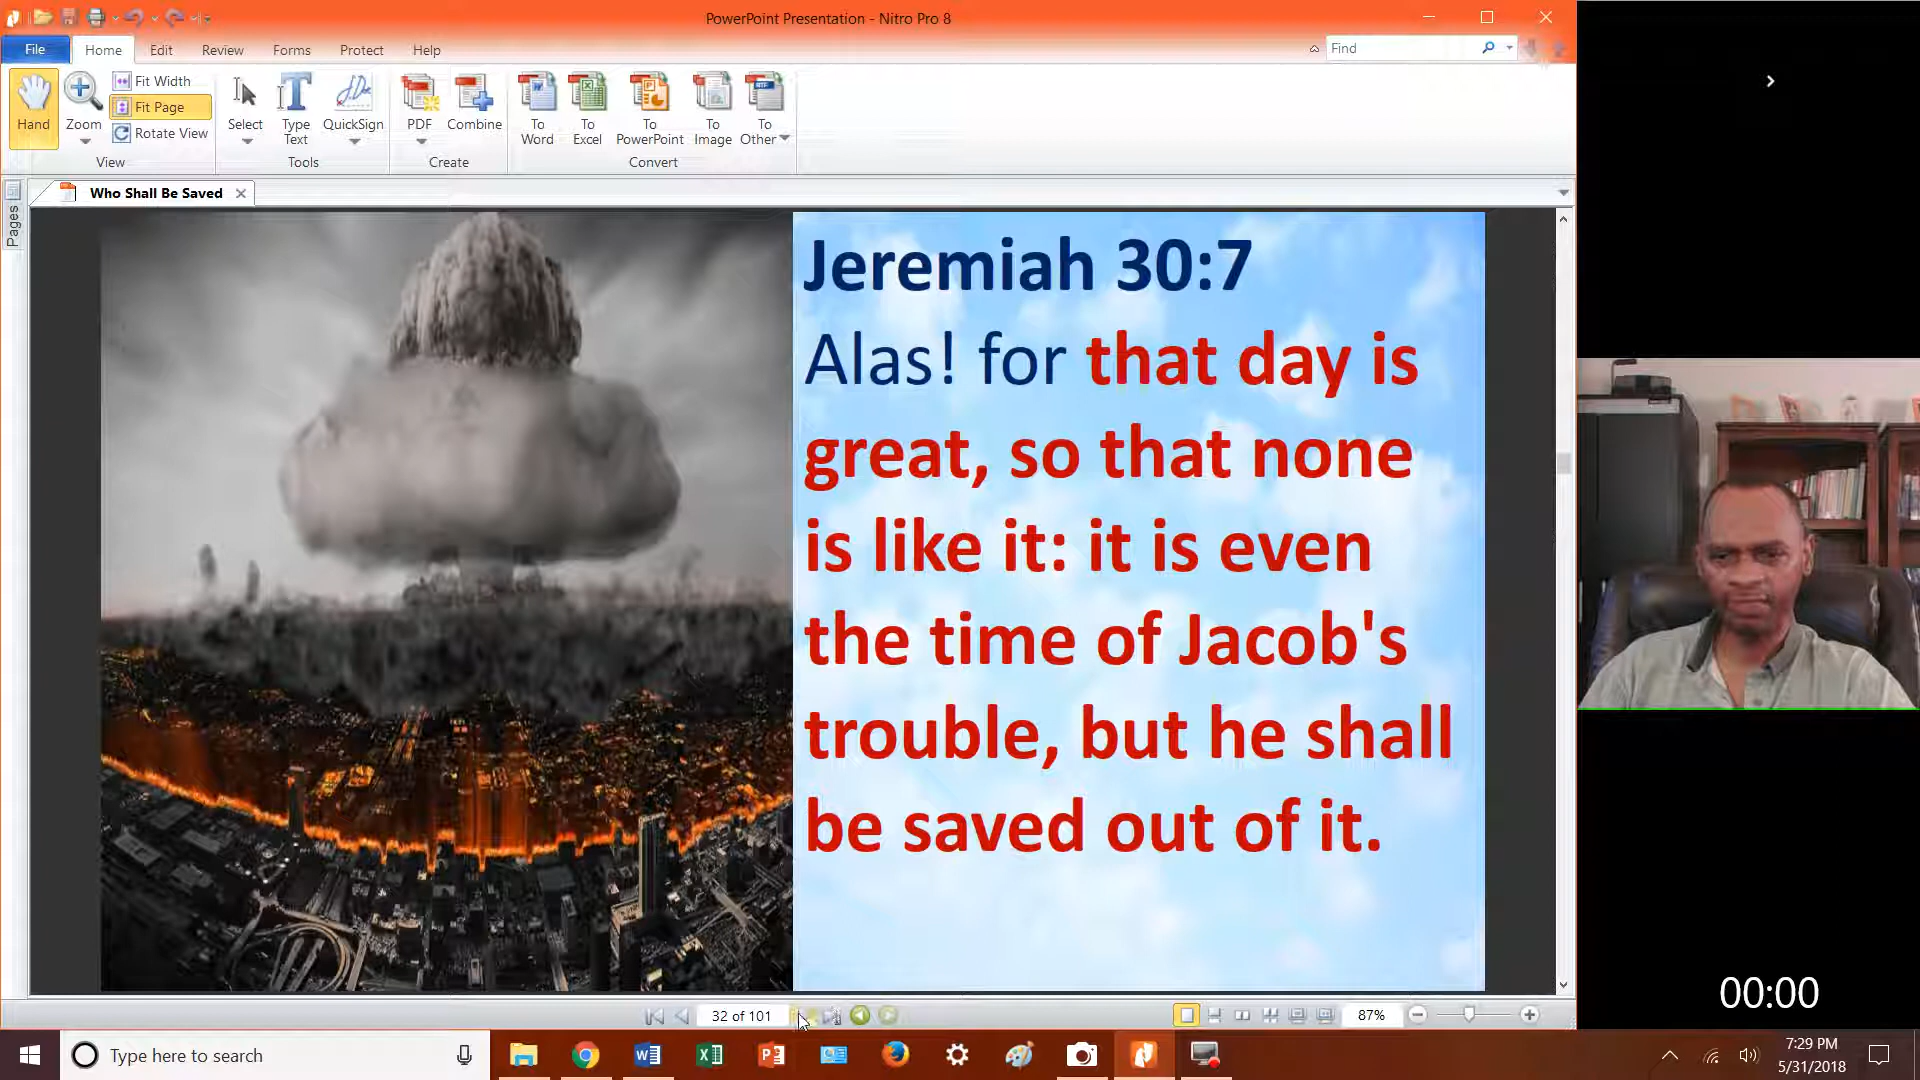 PowerPoint Presentation - Nitro Pro 8
File
Home
Edit
Review
Forms
Protect
Help
Find
Hand
Zoom
Fit Width
Fit Page
Rotate View
View
Select
Type
Text
QuickSign
Tools
PDF
Combine
Create
To
Word
To
Excel
To
PowerPoint
To
Image
To
Other
Convert
Who Shall Be Saved
Pages
Jeremiah 30:7
Alas! for that day is
great, so that none
is like it: it is even
the time of Jacob's
trouble, but he shall
be saved out of it.
00:00
32 of 101
87%
Type here to search
7:29 PM
5/31/2018